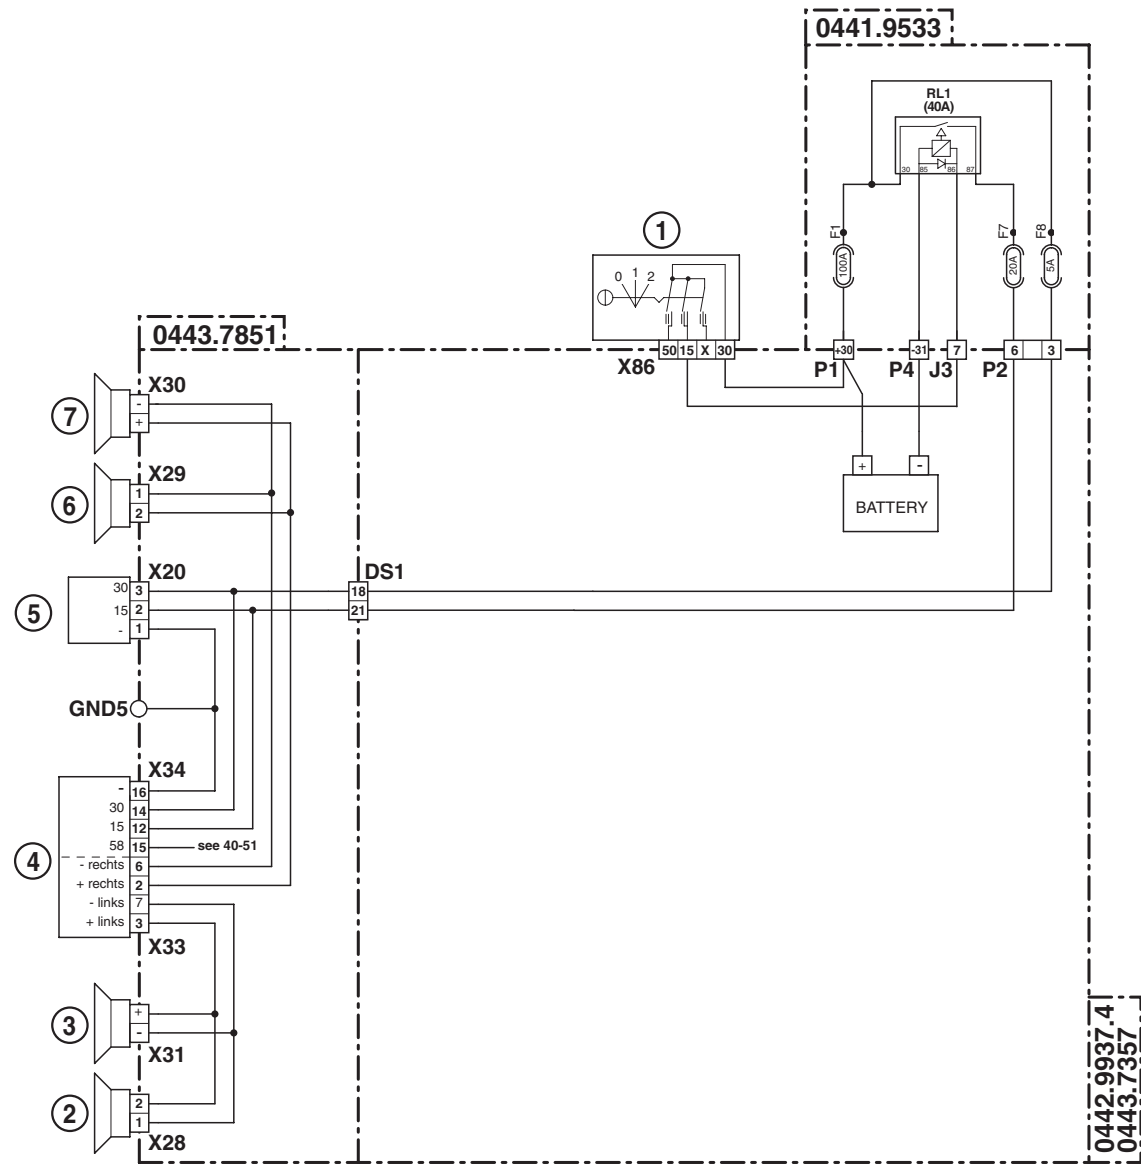 0441.9533
RL1
(40A)
30 85 86 87
F1
100A
F7
20A
F8
5A
1
0 1 2
50 15 X 30
X86
+30
P1
-31
P4
7
J3
6 3
P2
+ -
BATTERY
0443.7851
X30
-
+
7
X29
1
2
6
X20
30 3
15 2
- 1
5
DS1
18
21
GND5
X34
- 16
30 14
15 12
58 15
see 40-51
- rechts 6
+ rechts 2
- links 7
+ links 3
4
X33
+
-
3
X31
2
1
2
X28
0442.9937.4
0443.7357